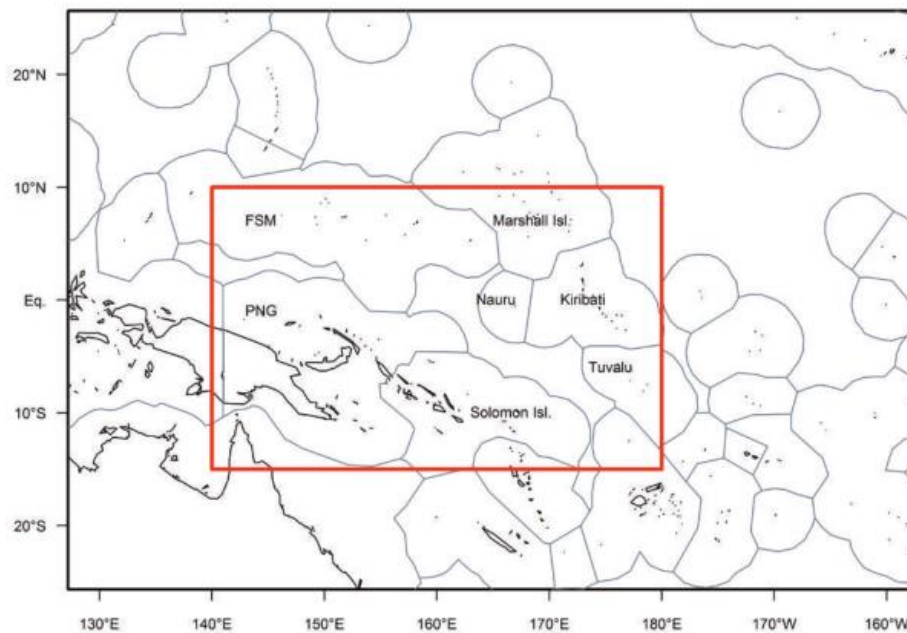 20°N
10°N
FSM
Marshall Isl.
Eq.
Nauru
Kiribati
PNG
Tuvalu
10°S
Solomon Isl.
20°S
130°E
140°E
150°E
160°E
170°E
180°E
170°W
160°W